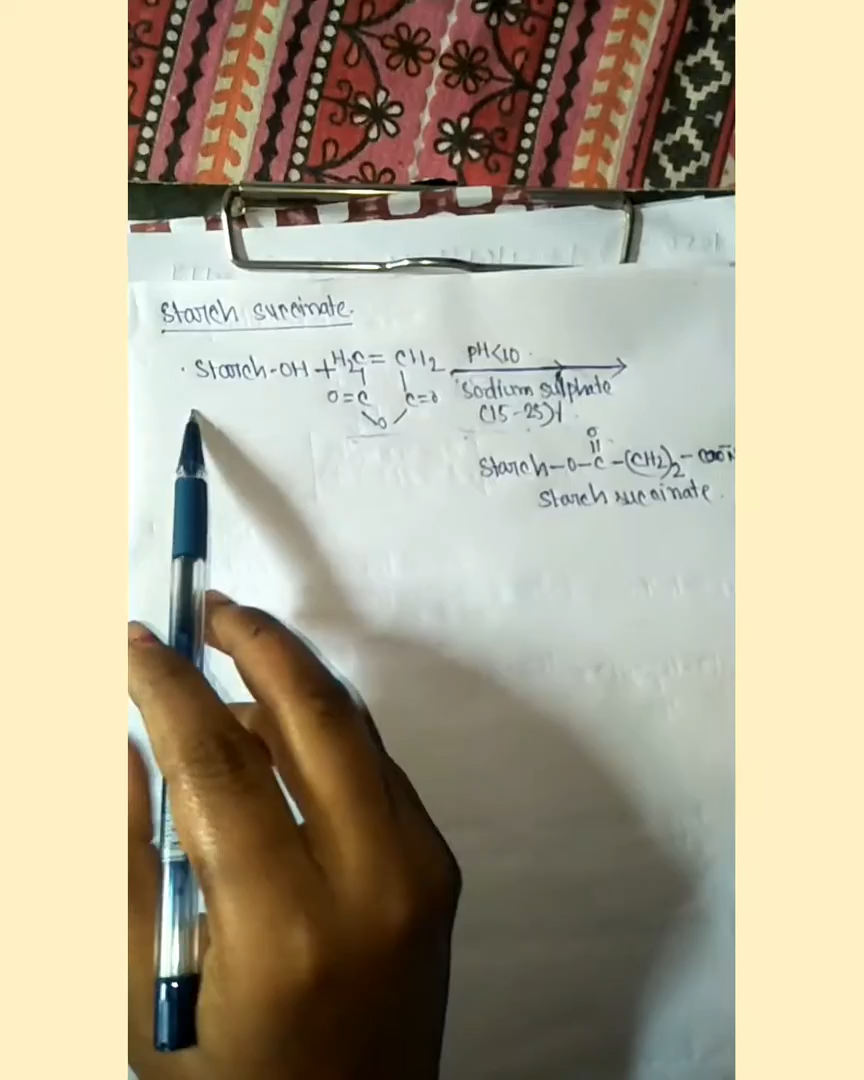 Starch succinate.
· Starch-OH + H2C = CH2
O=C C=O
O
pH<10
Sodium sulphate
(15-25)%
O
Starch-O-C-(CH2)2-COO-
Starch succinate.